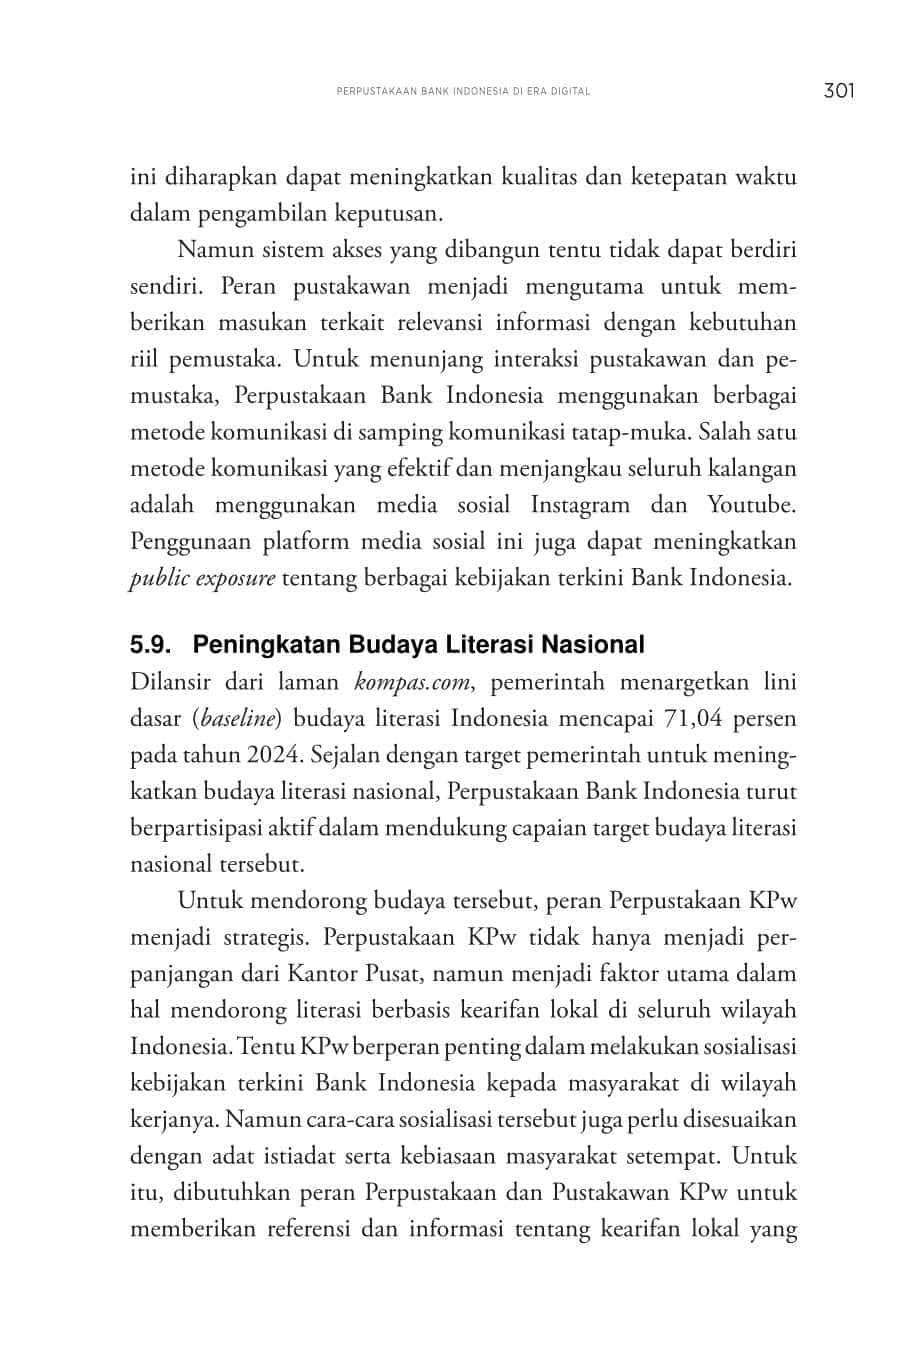 PERPUSTAKAAN BANK INDONESIA DI ERA DIGITAL 301
ini diharapkan dapat meningkatkan kualitas dan ketepatan waktu
dalam pengambilan keputusan.
Namun sistem akses yang dibangun tentu tidak dapat berdiri
sendiri. Peran pustakawan menjadi mengutama untuk mem-
berikan masukan terkait relevansi informasi dengan kebutuhan
riil pemustaka. Untuk menunjang interaksi pustakawan dan pe-
mustaka, Perpustakaan Bank Indonesia menggunakan berbagai
metode komunikasi di samping komunikasi tatap-muka. Salah satu
metode komunikasi yang efektif dan menjangkau seluruh kalangan
adalah menggunakan media sosial Instagram dan Youtube.
Penggunaan platform media sosial ini juga dapat meningkatkan
public exposure tentang berbagai kebijakan terkini Bank Indonesia.
5.9. Peningkatan Budaya Literasi Nasional
Dilansir dari laman kompas.com, pemerintah menargetkan lini
dasar (baseline) budaya literasi Indonesia mencapai 71,04 persen
pada tahun 2024. Sejalan dengan target pemerintah untuk mening-
katkan budaya literasi nasional, Perpustakaan Bank Indonesia turut
berpartisipasi aktif dalam mendukung capaian target budaya literasi
nasional tersebut.
Untuk mendorong budaya tersebut, peran Perpustakaan KPw
menjadi strategis. Perpustakaan KPw tidak hanya menjadi per-
panjangan dari Kantor Pusat, namun menjadi faktor utama dalam
hal mendorong literasi berbasis kearifan lokal di seluruh wilayah
Indonesia. Tentu KPw berperan penting dalam melakukan sosialisasi
kebijakan terkini Bank Indonesia kepada masyarakat di wilayah
kerjanya. Namun cara-cara sosialisasi tersebut juga perlu disesuaikan
dengan adat istiadat serta kebiasaan masyarakat setempat. Untuk
itu, dibutuhkan peran Perpustakaan dan Pustakawan KPw untuk
memberikan referensi dan informasi tentang kearifan lokal yang